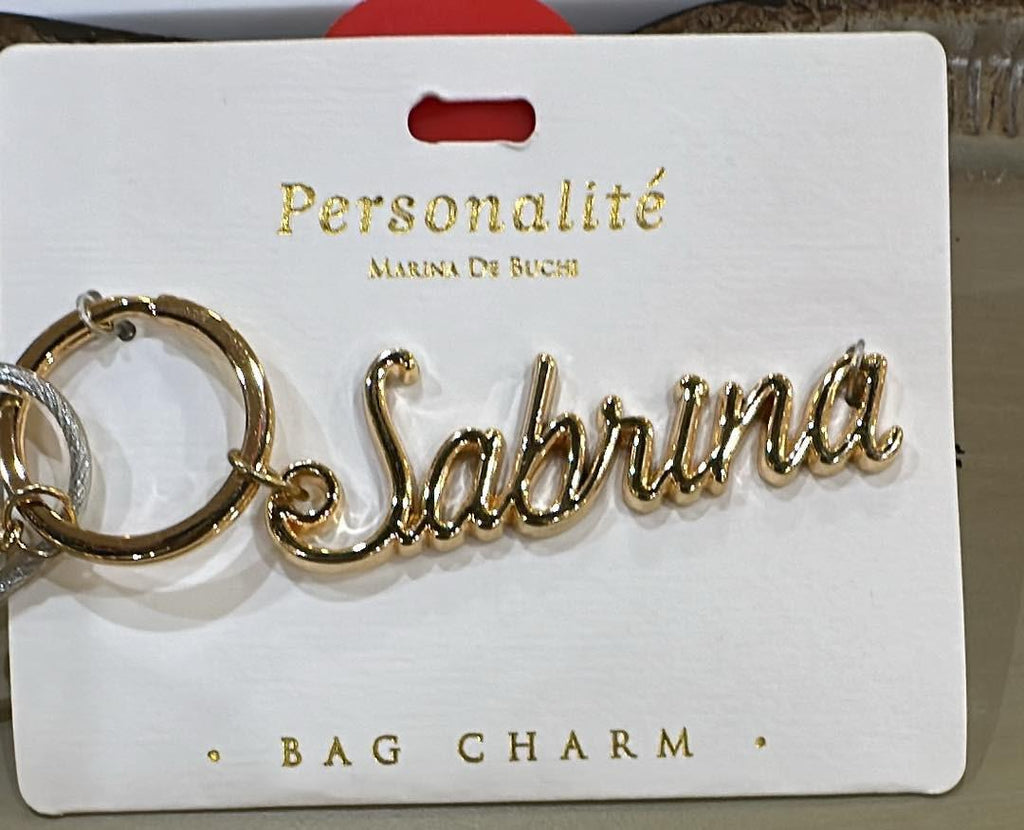 Personalité
MARINA DE BUCHI
Sabrina
• BAG CHARM •